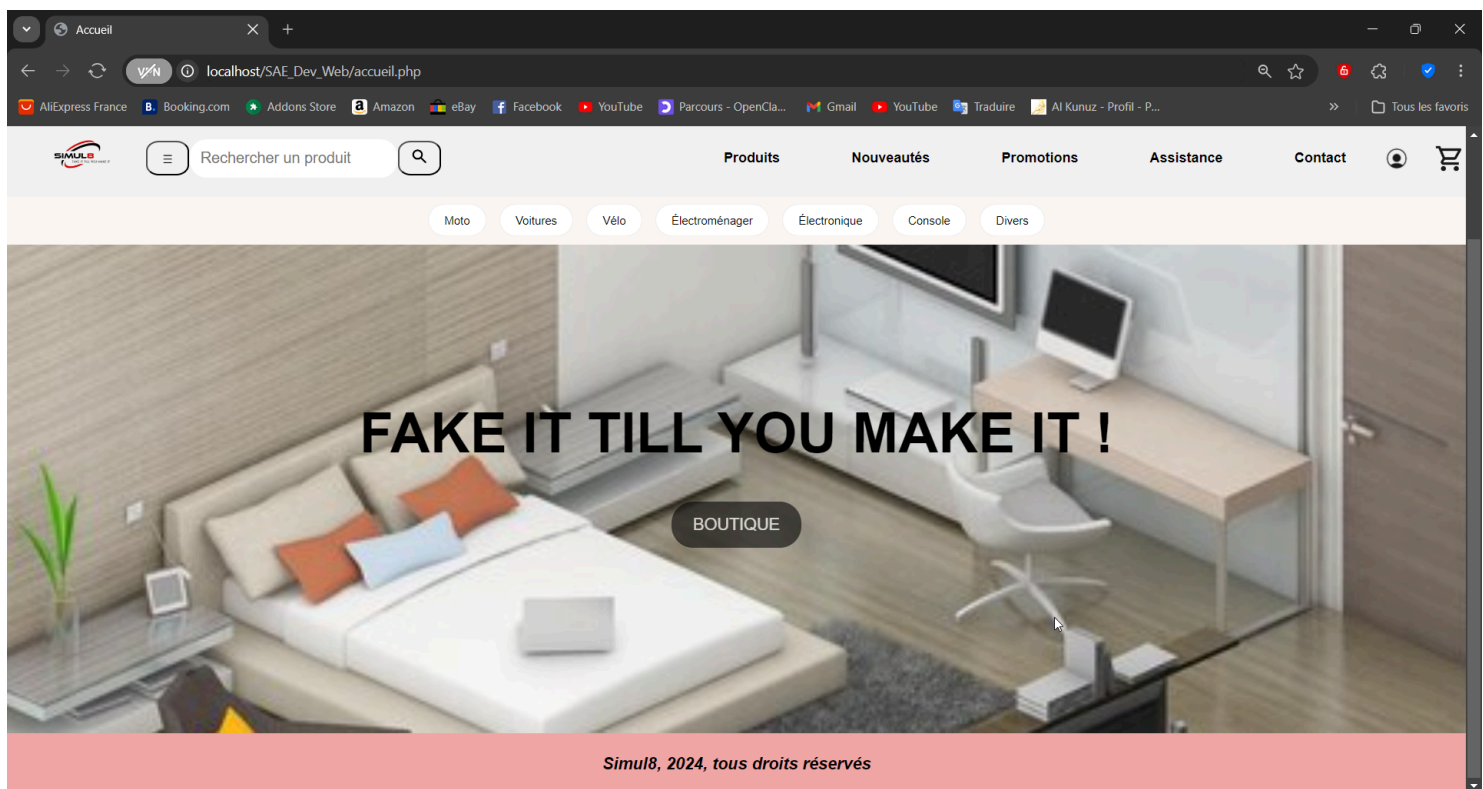 Accueil
VPN
localhost/SAE_Dev_Web/accueil.php
6
AliExpress France B. Booking.com Addons Store a Amazon eBay Facebook YouTube Parcours - OpenCla... Gmail YouTube Traduire Al Kunuz - Profil - P... » Tous les favoris
SIMUL8
Rechercher un produit Produits Nouveautés Promotions Assistance Contact
Moto Voitures Vélo Électroménager Électronique Console Divers
FAKE IT TILL YOU MAKE IT !
BOUTIQUE
Simul8, 2024, tous droits réservés